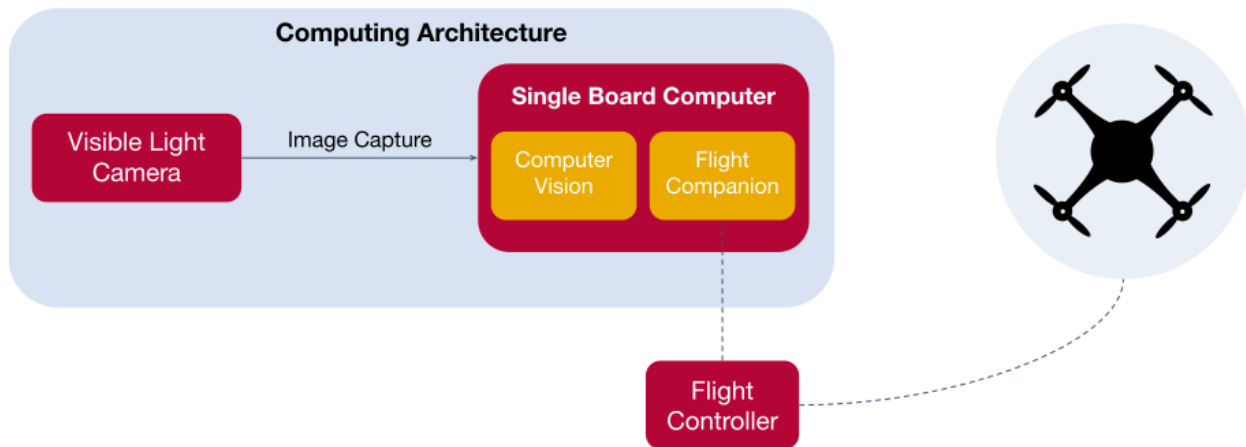 Computing Architecture
Single Board Computer
Visible Light
Camera
Image Capture
Computer
Vision
Flight
Companion
Flight
Controller